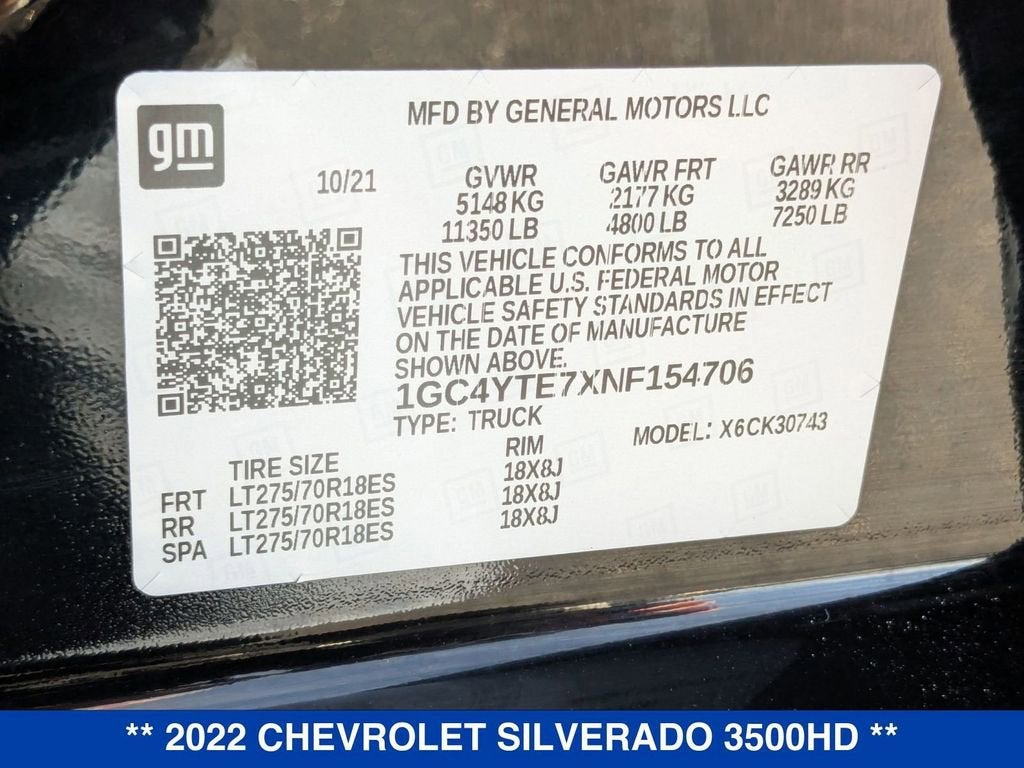 gm
MFD BY GENERAL MOTORS LLC
10/21
GVWR GAWR FRT GAWR RR
5148 KG 2177 KG 3289 KG
11350 LB 4800 LB 7250 LB
THIS VEHICLE CONFORMS TO ALL
APPLICABLE U.S. FEDERAL MOTOR
VEHICLE SAFETY STANDARDS IN EFFECT
ON THE DATE OF MANUFACTURE
SHOWN ABOVE.
1GC4YTE7XNF154706
TYPE: TRUCK MODEL: X6CK30743
TIRE SIZE RIM
FRT LT275/70R18ES 18X8J
RR LT275/70R18ES 18X8J
SPA LT275/70R18ES 18X8J
** 2022 CHEVROLET SILVERADO 3500HD **